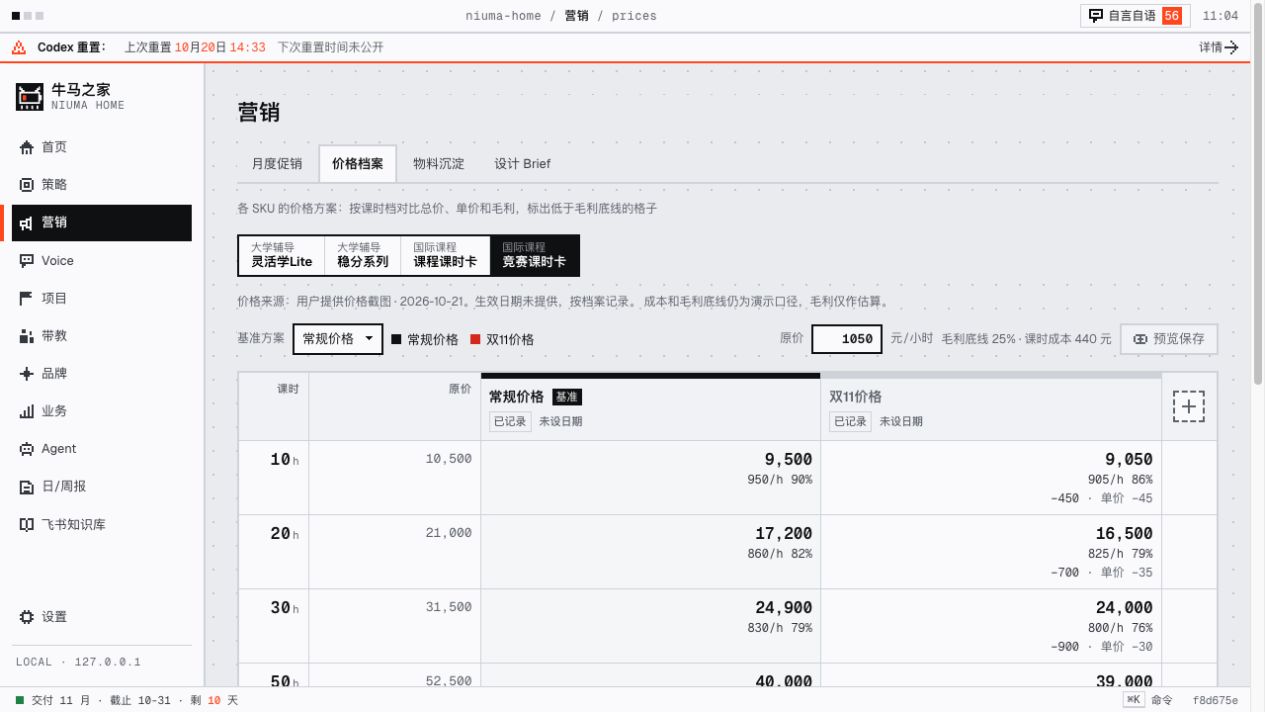 niuma-home / 营销 / prices
自言自语 56 11:04
Codex 重置： 上次重置 10月20日 14:33 下次重置时间未公开 详情
牛马之家
NIUMA HOME
首页
策略
营销
Voice
项目
带教
品牌
业务
Agent
日/周报
飞书知识库
设置
LOCAL · 127.0.0.1
营销
月度促销 价格档案 物料沉淀 设计 Brief
各 SKU 的价格方案：按课时档对比总价、单价和毛利，标出低于毛利底线的格子
大学辅导 大学辅导 国际课程 国际课程
灵活学Lite 稳分系列 课程课时卡 竞赛课时卡
价格来源：用户提供价格截图 · 2026-10-21。生效日期未提供，按档案记录。成本和毛利底线仍为演示口径，毛利仅作估算。
基准方案 常规价格 常规价格 双11价格 原价 1050 元/小时 毛利底线 25% · 课时成本 440 元 预览保存
课时 原价 常规价格 基准 双11价格
已记录 未设日期 已记录 未设日期
10h 10,500 9,500 9,050
950/h 90% 905/h 86%
−450 · 单价 −45
20h 21,000 17,200 16,500
860/h 82% 825/h 79%
−700 · 单价 −35
30h 31,500 24,900 24,000
830/h 79% 800/h 76%
−900 · 单价 −30
50h 52,500 40,000 39,000
交付 11 月 · 截止 10-31 · 剩 10 天 ⌘K 命令 f8d675e